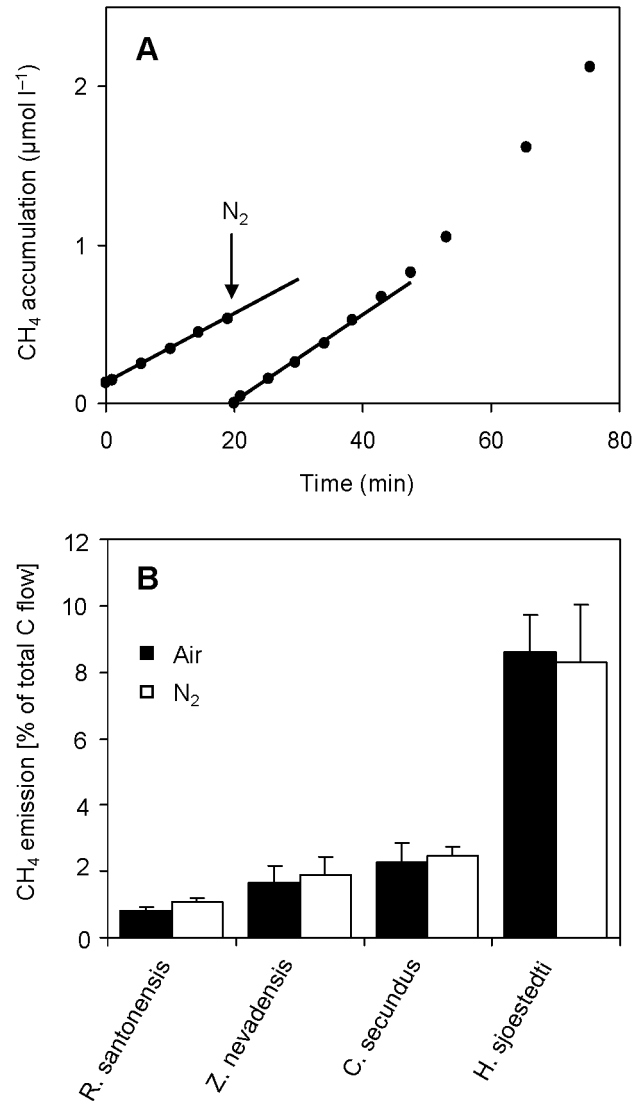 A
CH₄ accumulation (µmol l⁻¹)
2
1
0
N₂
0 20 40 60 80
Time (min)
B
CH₄ emission [% of total C flow]
12
10
8
6
4
2
0
Air
N₂
R. santonensis
Z. nevadensis
C. secundus
H. sjoestedti